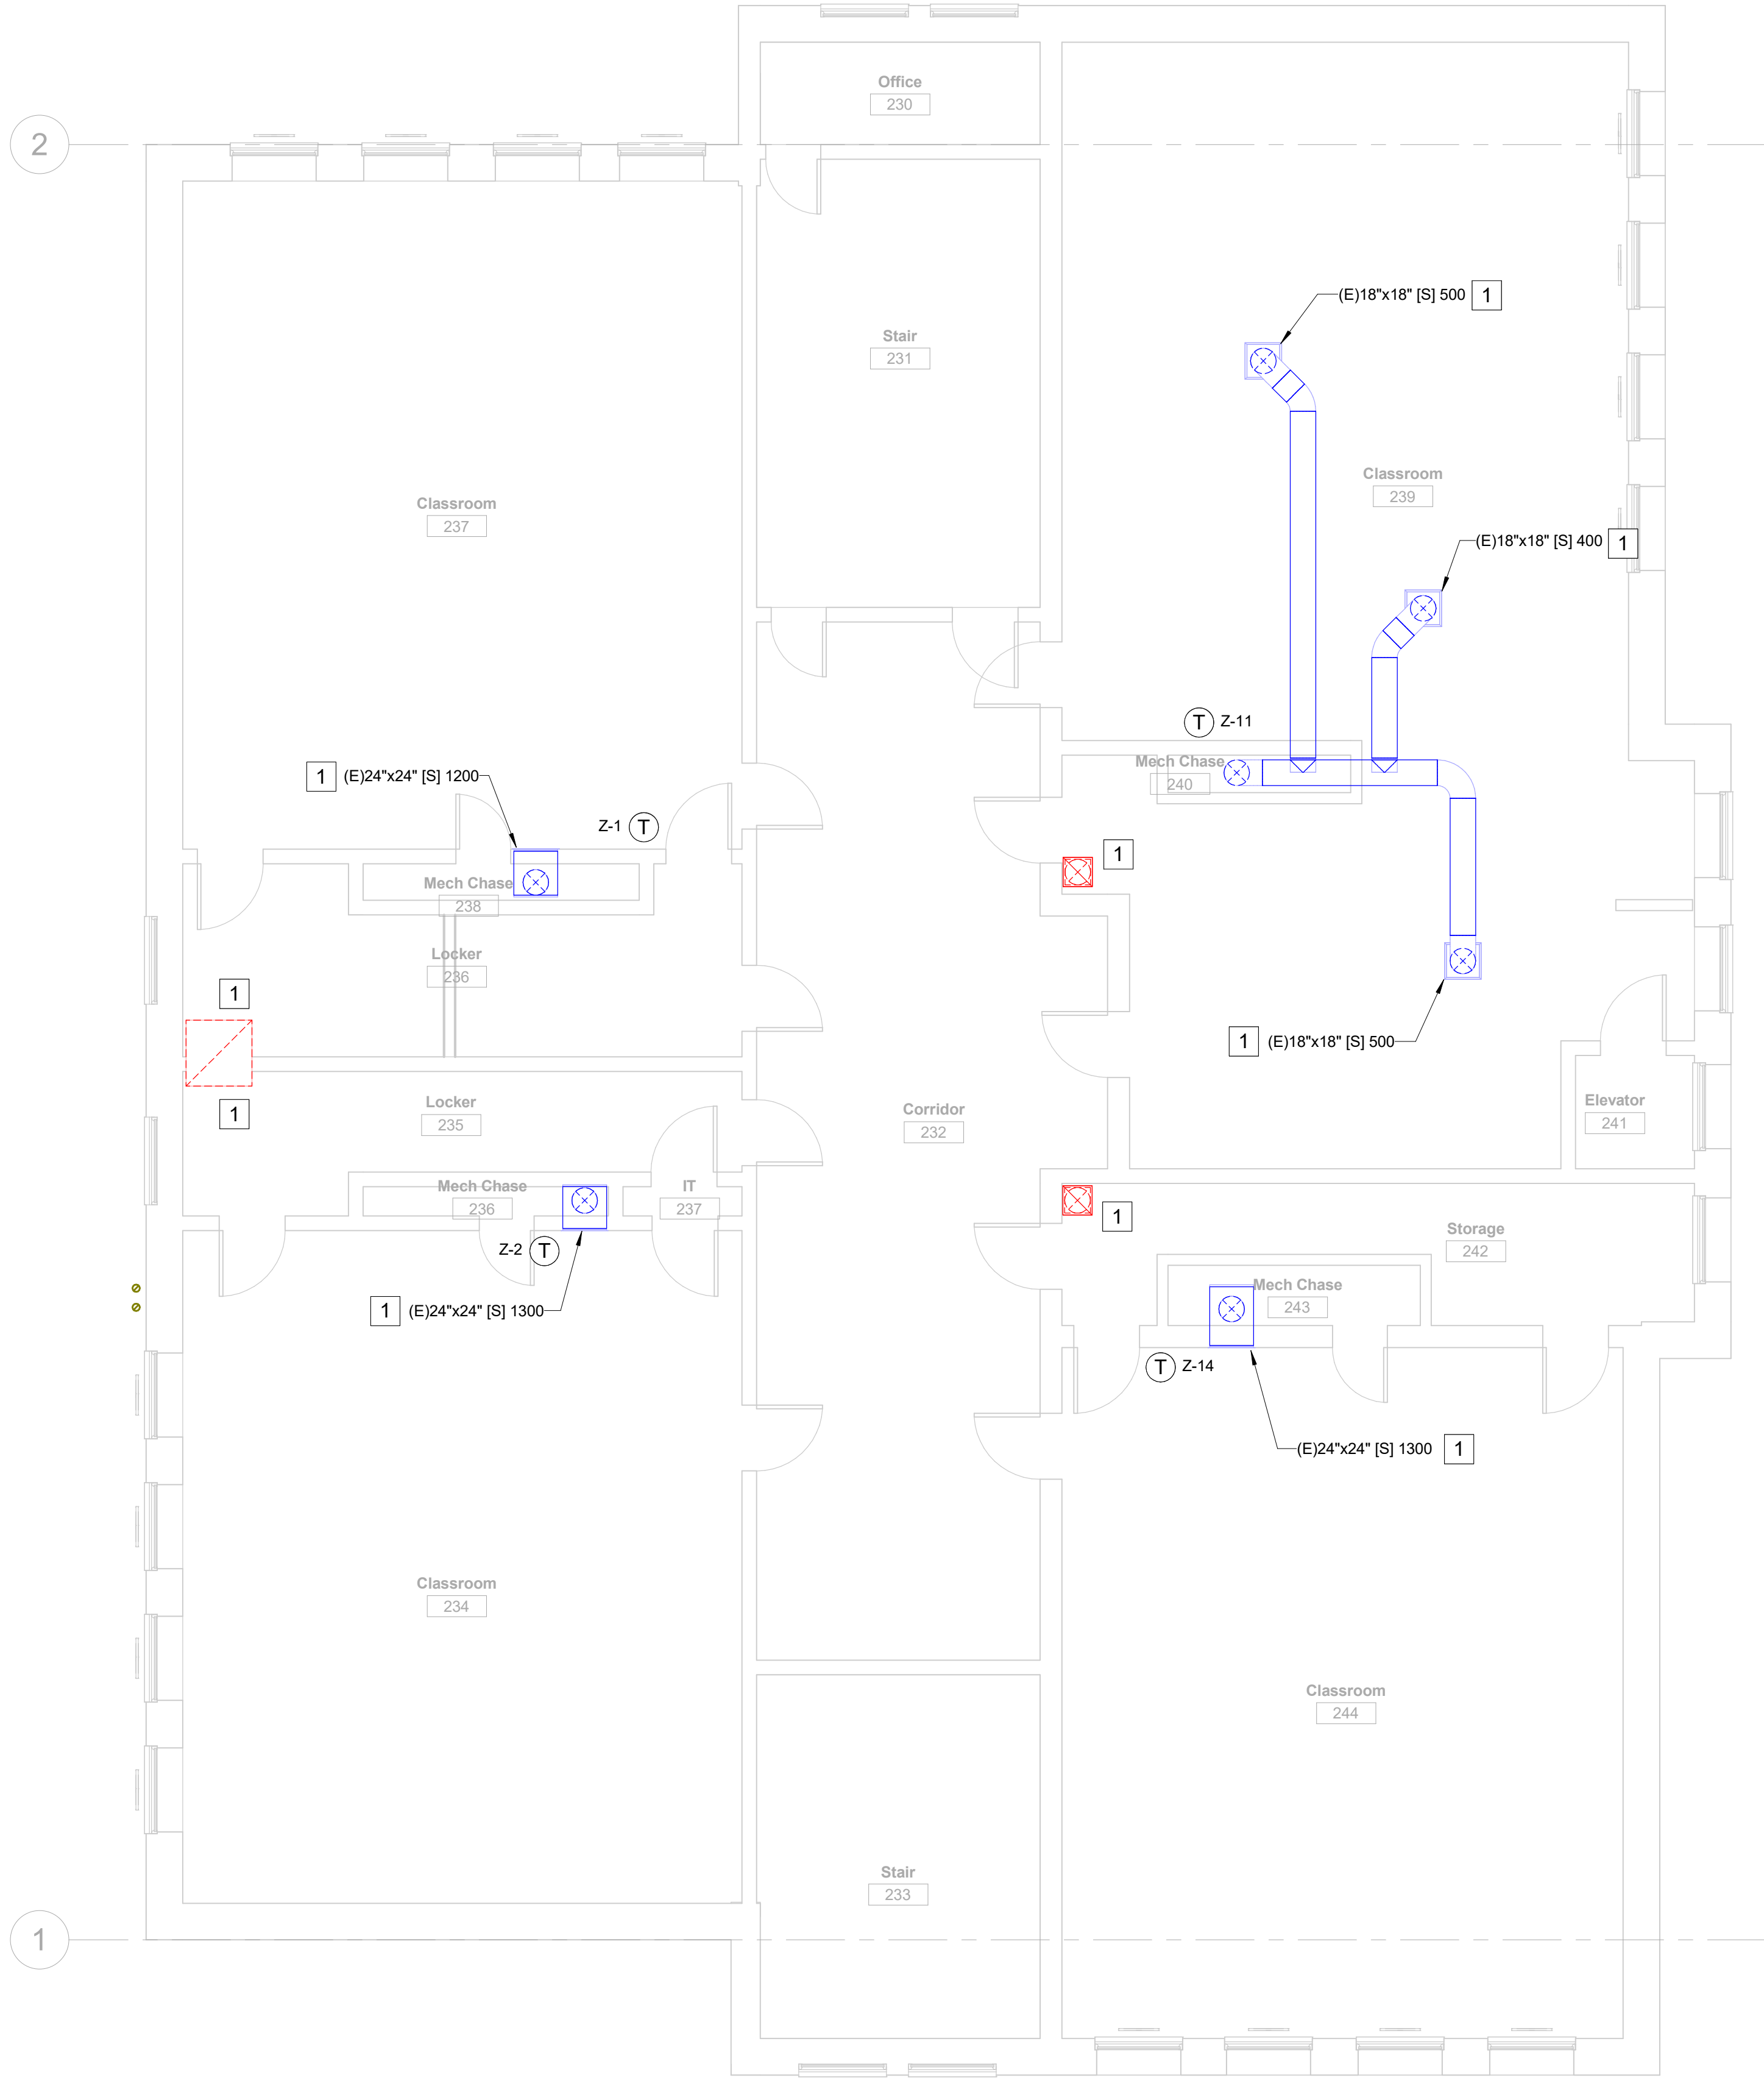 Office
230
2
(E)18"x18" [S] 500
1
Stair
231
Classroom
239
Classroom
237
(E)18"x18" [S] 400
1
T
Z-11
Mech Chase
240
1
(E)24"x24" [S] 1200
Z-1
T
1
Mech Chase
238
Locker
236
1
1
(E)18"x18" [S] 500
Locker
235
1
Corridor
232
Elevator
241
Mech Chase
236
IT
237
1
Storage
242
Z-2
T
Mech Chase
243
1
(E)24"x24" [S] 1300
T
Z-14
(E)24"x24" [S] 1300
1
Classroom
234
Classroom
244
Stair
233
1